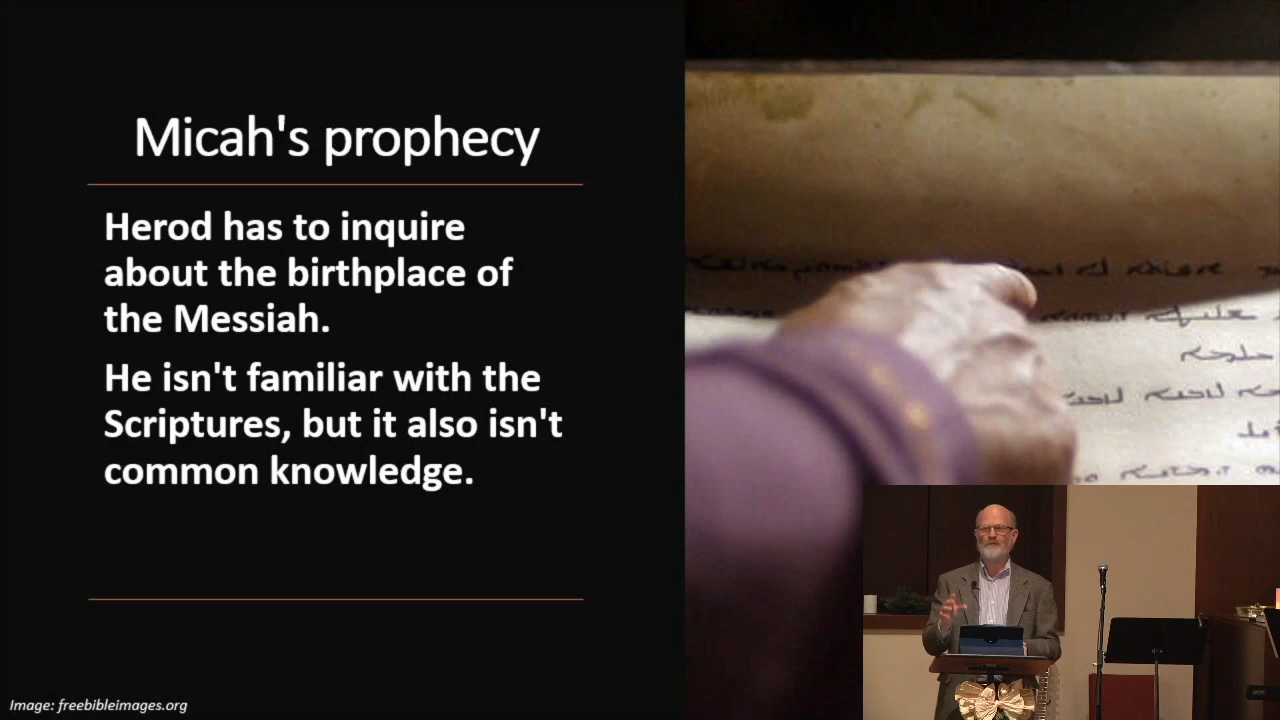 Micah's prophecy
Herod has to inquire
about the birthplace of
the Messiah.
He isn't familiar with the
Scriptures, but it also isn't
common knowledge.
Image: freebibleimages.org